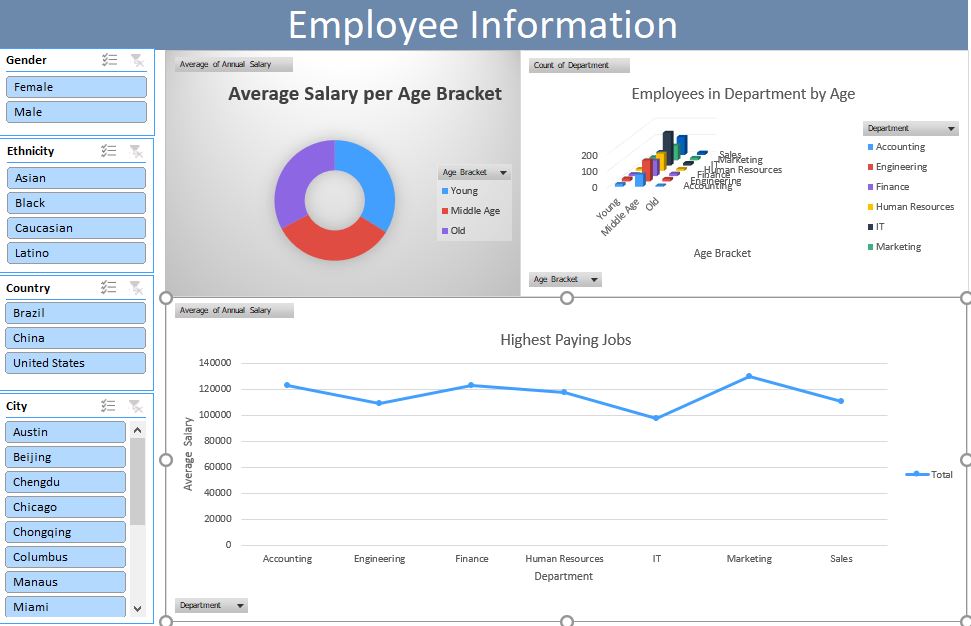 Employee Information
Gender
Female
Male
Ethnicity
Asian
Black
Caucasian
Latino
Country
Brazil
China
United States
City
Austin
Beijing
Chengdu
Chicago
Chongqing
Columbus
Manaus
Miami
Average of Annual Salary
Average Salary per Age Bracket
Age Bracket
Young
Middle Age
Old
Count of Department
Employees in Department by Age
200
100
0
Sales
Marketing
IT
Human Resources
Finance
Engineering
Accounting
Young
Middle Age
Old
Age Bracket
Department
Accounting
Engineering
Finance
Human Resources
IT
Marketing
Age Bracket
Average of Annual Salary
Highest Paying Jobs
140000
120000
100000
80000
60000
40000
20000
0
Average Salary
Accounting Engineering Finance Human Resources IT Marketing Sales
Department
Total
Department